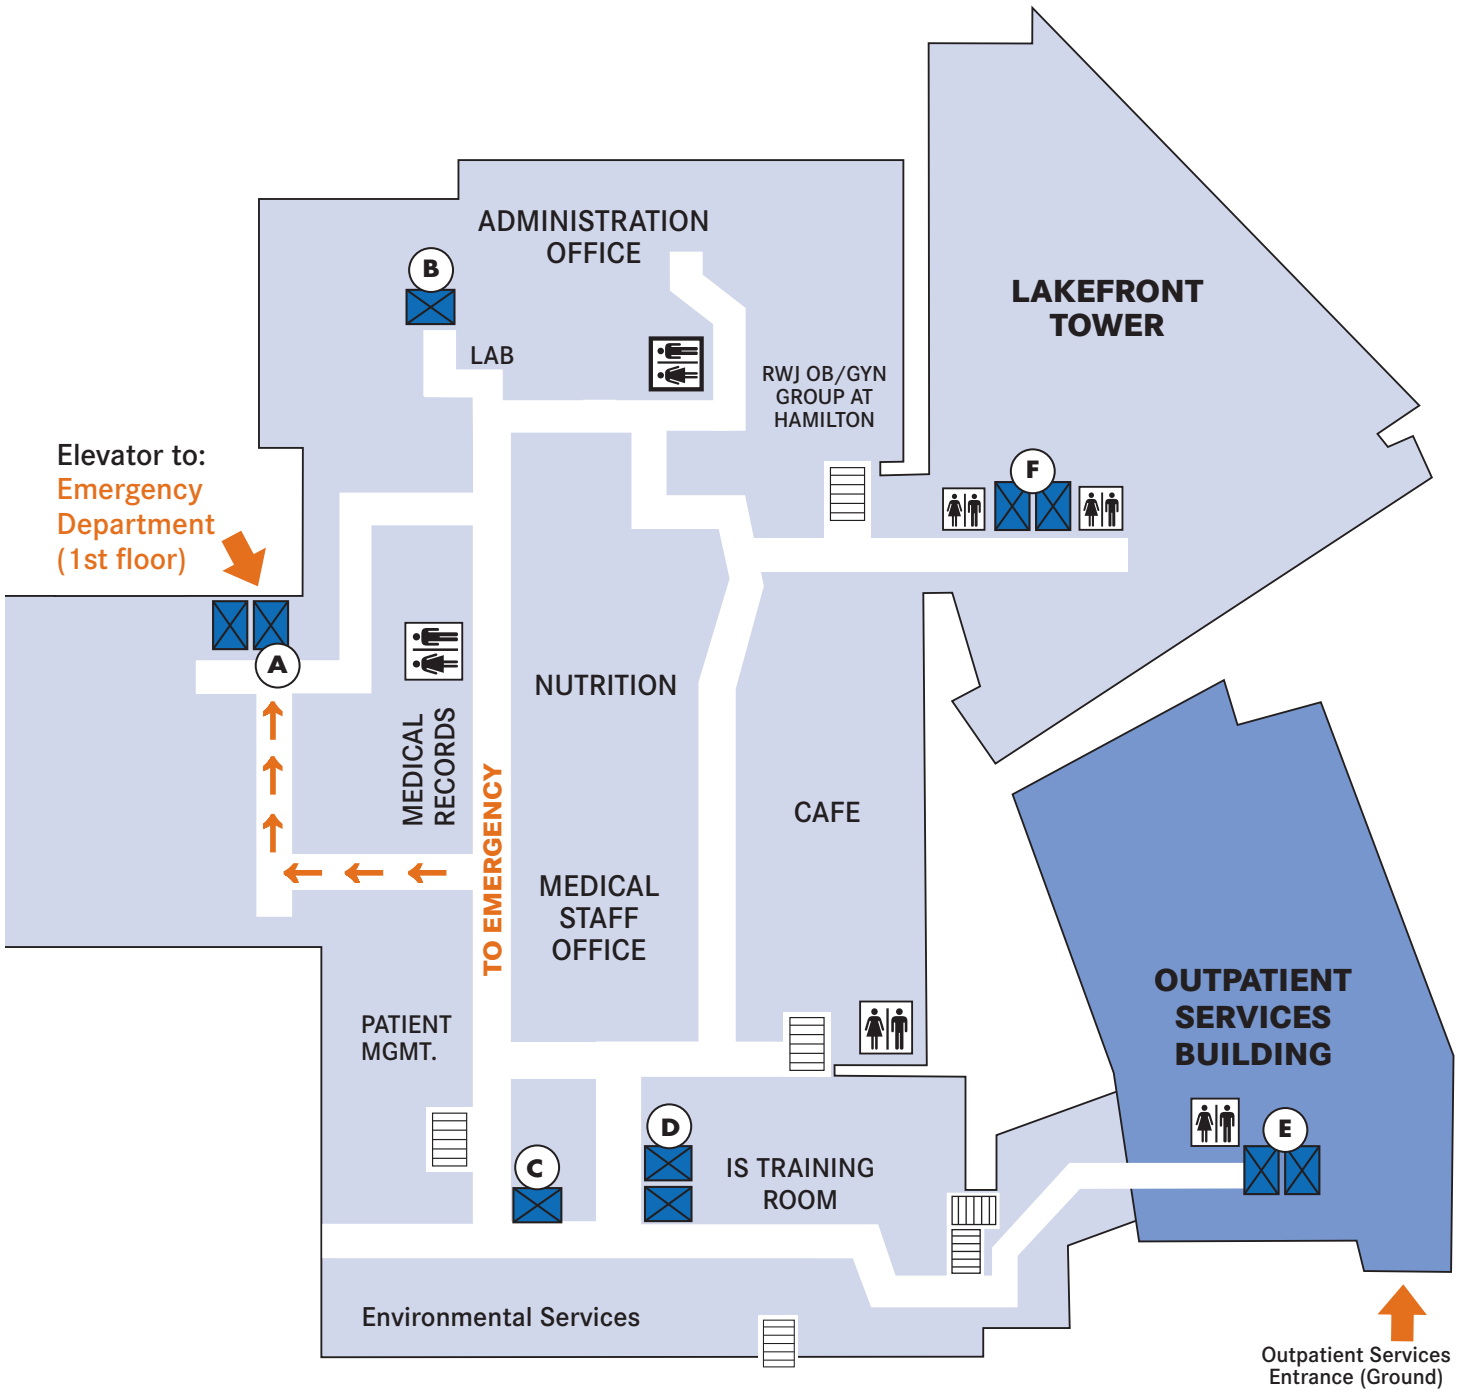 ADMINISTRATION
OFFICE
B
LAB
RWJ OB/GYN
GROUP AT
HAMILTON
LAKEFRONT
TOWER
F
Elevator to:
Emergency
Department
(1st floor)
A
MEDICAL
RECORDS
NUTRITION
TO EMERGENCY
CAFE
MEDICAL
STAFF
OFFICE
PATIENT
MGMT.
OUTPATIENT
SERVICES
BUILDING
C
D
IS TRAINING
ROOM
E
Environmental Services
Outpatient Services
Entrance (Ground)